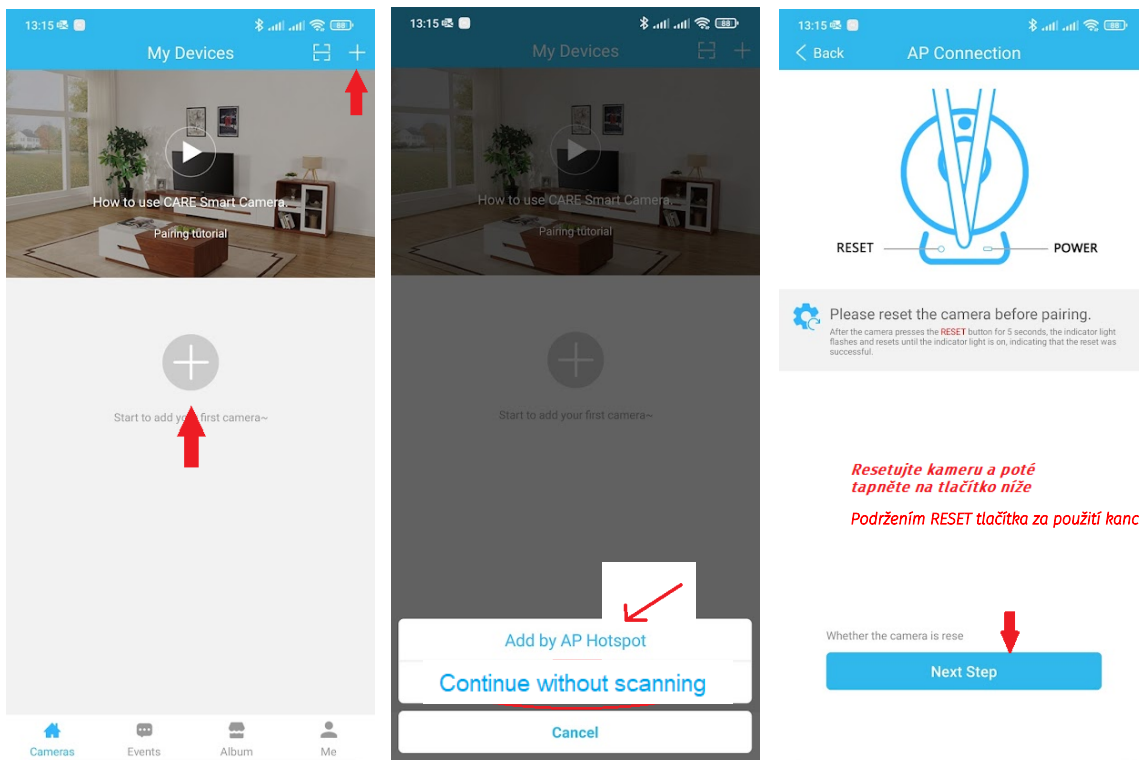 13:15
88
My Devices
How to use CARE Smart Camera.
Pairing tutorial
Start to add your first camera~
Cameras
Events
Album
Me
13:15
88
My Devices
How to use CARE Smart Camera.
Pairing tutorial
Start to add your first camera~
Add by AP Hotspot
Continue without scanning
Cancel
13:15
88
Back
AP Connection
RESET
POWER
Please reset the camera before pairing.
After the camera presses the RESET button for 5 seconds, the indicator light
flashes and resets until the indicator light is on, indicating that the reset was
successful.
Resetujte kameru a poté
tapněte na tlačítko níže
Podržením RESET tlačítka za použití kanc
Whether the camera is rese
Next Step